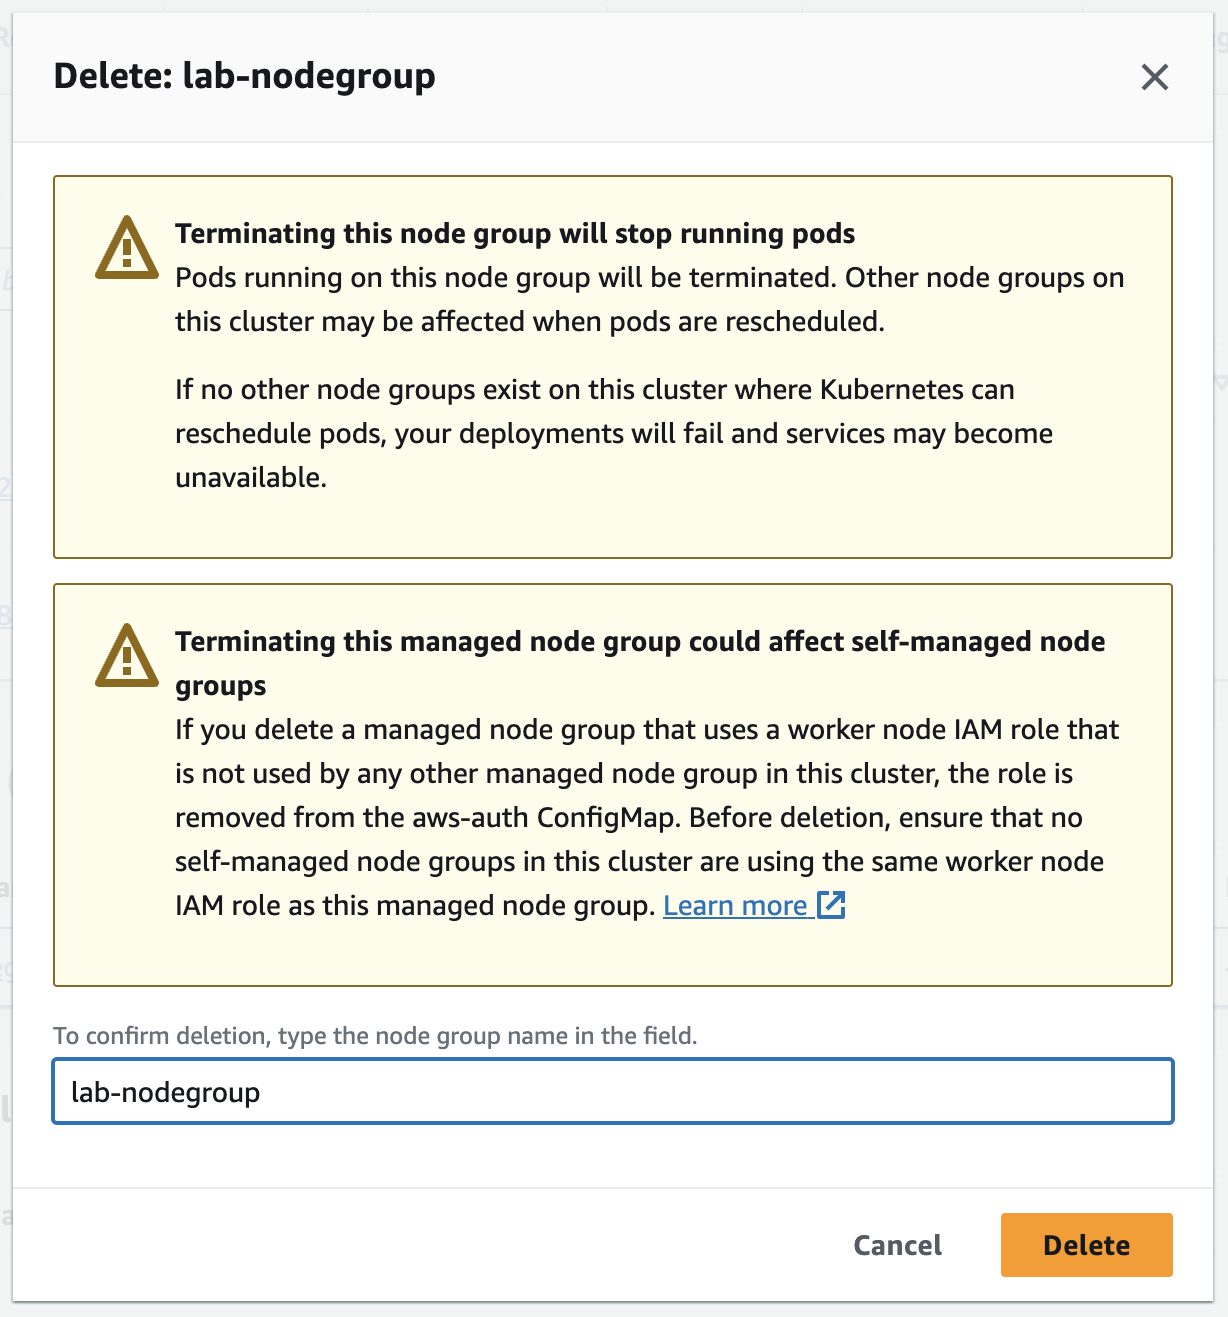 Delete: lab-nodegroup
Terminating this node group will stop running pods
Pods running on this node group will be terminated. Other node groups on
this cluster may be affected when pods are rescheduled.
If no other node groups exist on this cluster where Kubernetes can
reschedule pods, your deployments will fail and services may become
unavailable.
Terminating this managed node group could affect self-managed node
groups
If you delete a managed node group that uses a worker node IAM role that
is not used by any other managed node group in this cluster, the role is
removed from the aws-auth ConfigMap. Before deletion, ensure that no
self-managed node groups in this cluster are using the same worker node
IAM role as this managed node group. Learn more
To confirm deletion, type the node group name in the field.
lab-nodegroup
Cancel
Delete